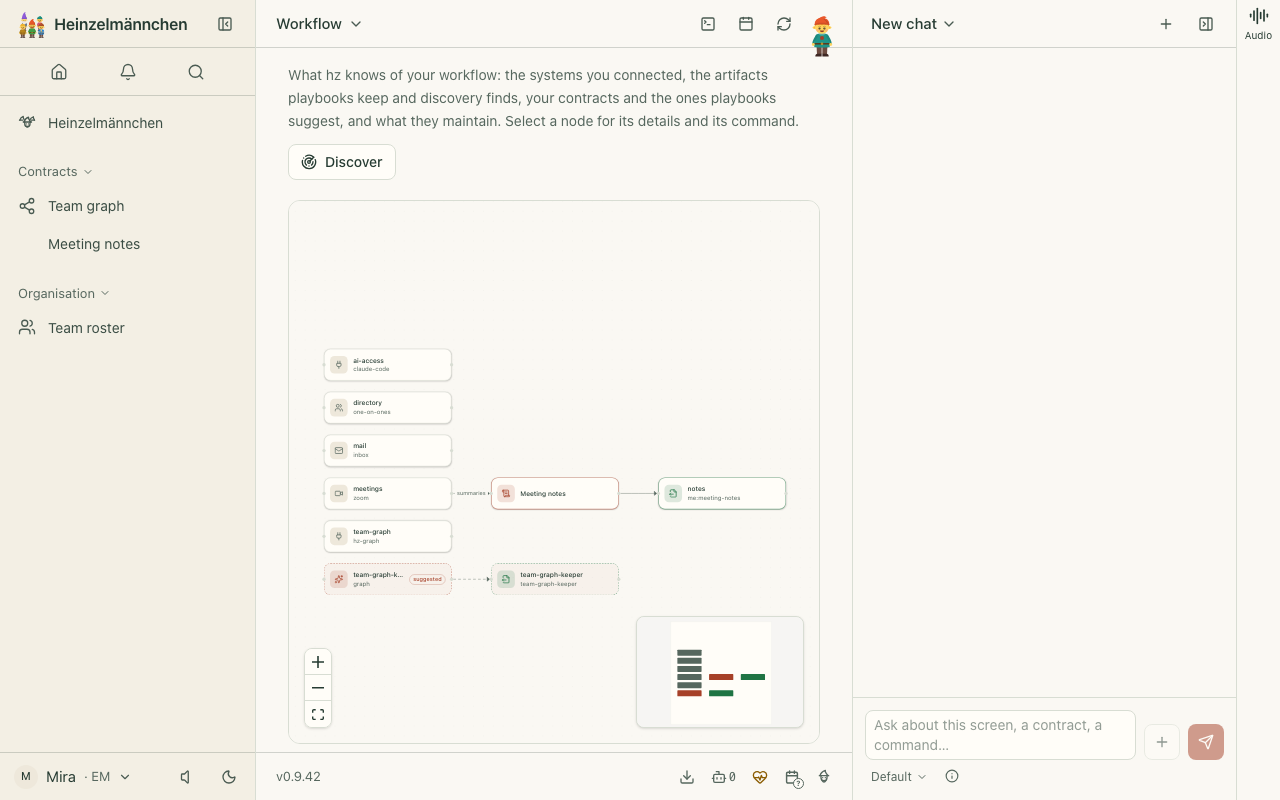 Heinzelmännchen
Heinzelmännchen
Contracts
Team graph
Meeting notes
Organisation
Team roster
M
Mira · EM
Workflow
What hz knows of your workflow: the systems you connected, the artifacts
playbooks keep and discovery finds, your contracts and the ones playbooks
suggest, and what they maintain. Select a node for its details and its command.
Discover
ai-access
claude-code
directory
one-on-ones
mail
inbox
meetings
zoom
summaries
Meeting notes
notes
me:meeting-notes
team-graph
hz-graph
team-graph-k...
graph
suggested
team-graph-keeper
team-graph-keeper
v0.9.42
0
?
New chat
Ask about this screen, a contract, a
command...
Default
Audio